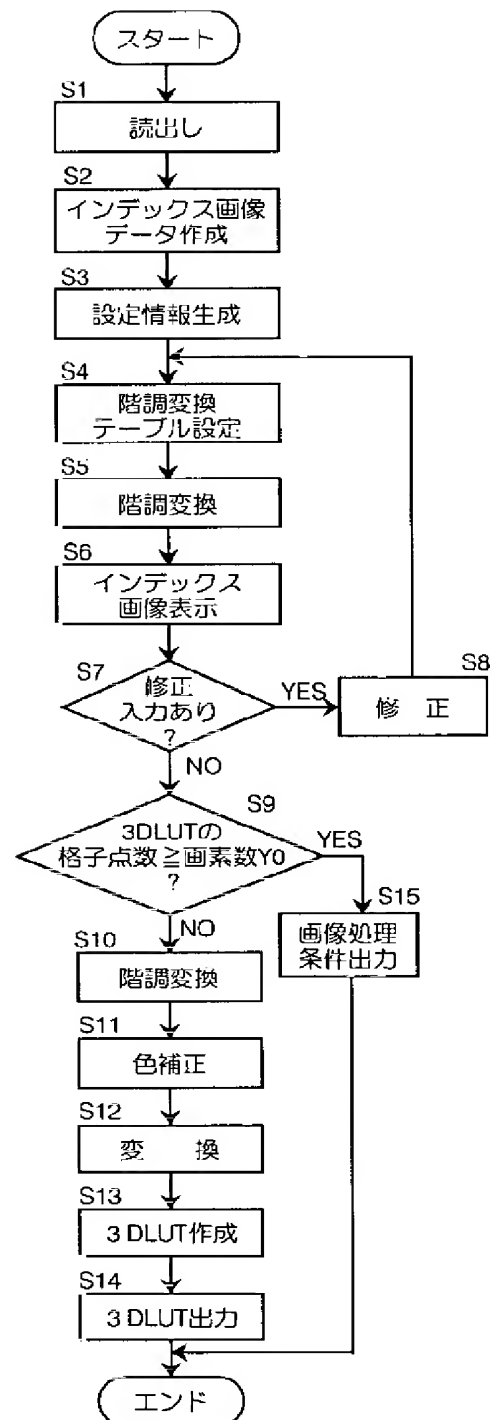 スタート
S1
読出し
S2
インデックス画像
データ作成
S3
設定情報生成
S4
階調変換
テーブル設定
S5
階調変換
S6
インデックス
画像表示
S7
修正
入力あり
?
YES
S8
修 正
NO
S9
3DLUTの
格子点数≧画素数Y0
?
YES
S15
画像処理
条件出力
NO
S10
階調変換
S11
色補正
S12
変 換
S13
3DLUT作成
S14
3DLUT出力
エンド